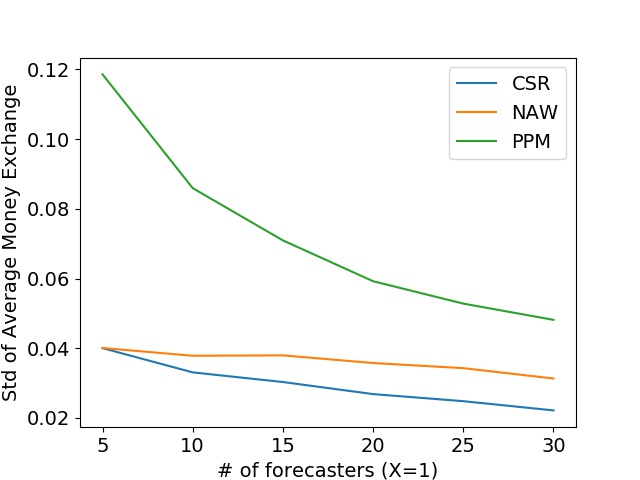 Std of Average Money Exchange
0.12
0.10
0.08
0.06
0.04
0.02
CSR
NAW
PPM
5 10 15 20 25 30
# of forecasters (X=1)